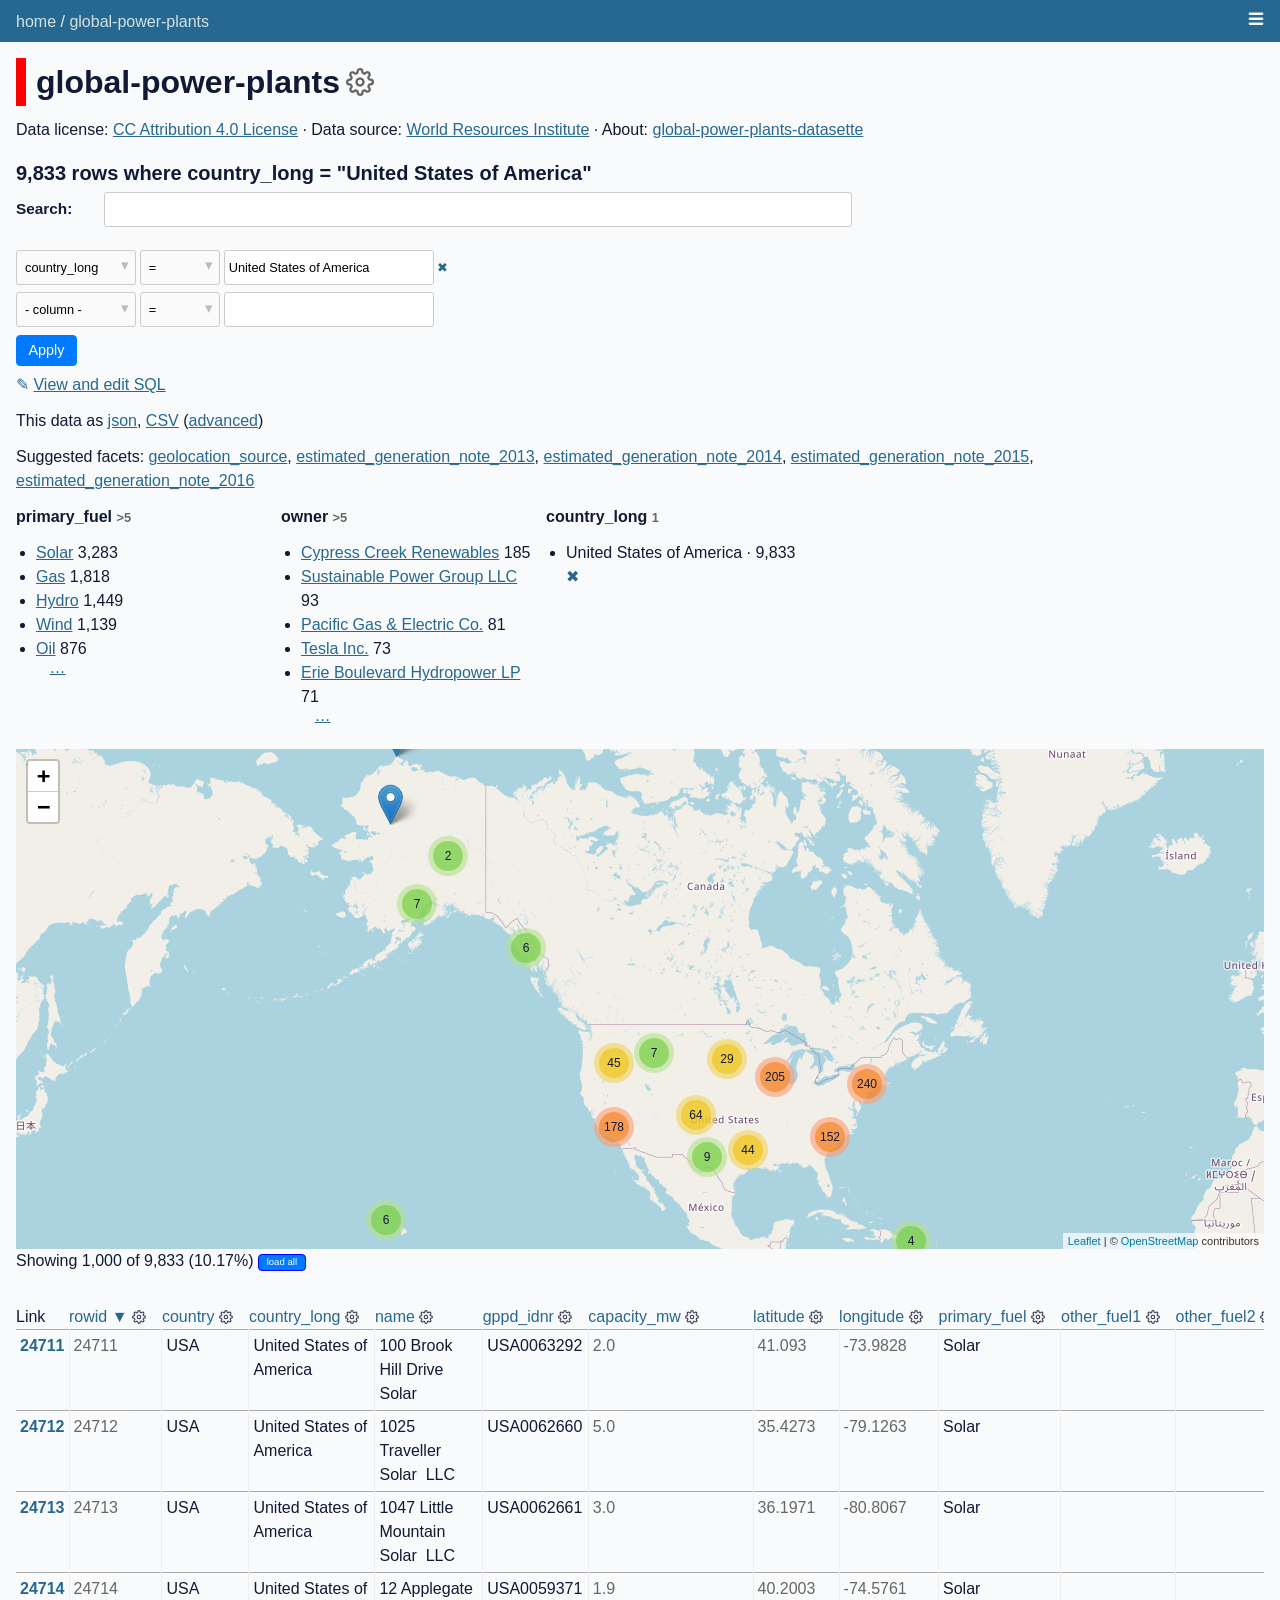 home / global-power-plants
global-power-plants
Data license: CC Attribution 4.0 License · Data source: World Resources Institute · About: global-power-plants-datasette
9,833 rows where country_long = "United States of America"
Search:
country_long ▼ = ▼ United States of America ✖
- column - ▼ = ▼
Apply
✎ View and edit SQL
This data as json, CSV (advanced)
Suggested facets: geolocation_source, estimated_generation_note_2013, estimated_generation_note_2014, estimated_generation_note_2015,
estimated_generation_note_2016
primary_fuel >5
Solar 3,283
Gas 1,818
Hydro 1,449
Wind 1,139
Oil 876
…
owner >5
Cypress Creek Renewables 185
Sustainable Power Group LLC
93
Pacific Gas & Electric Co. 81
Tesla Inc. 73
Erie Boulevard Hydropower LP
71
…
country_long 1
United States of America · 9,833
✖
+
−
Nunaat
Ísland
2
Canada
7
6
United K
45
7
29
205
240
64
United States
Esp
178
152
日本
44
9
Maroc /
ⵍⵎⵖⵔⵉⴱ /
المغرب
México
موريتانيا
6
4
Leaflet | © OpenStreetMap contributors
Showing 1,000 of 9,833 (10.17%) load all
Link rowid ▼ country country_long name gppd_idnr capacity_mw latitude longitude primary_fuel other_fuel1 other_fuel2
24711 24711 USA United States of 100 Brook USA0063292 2.0 41.093 -73.9828 Solar
America Hill Drive
Solar
24712 24712 USA United States of 1025 USA0062660 5.0 35.4273 -79.1263 Solar
America Traveller
Solar LLC
24713 24713 USA United States of 1047 Little USA0062661 3.0 36.1971 -80.8067 Solar
America Mountain
Solar LLC
24714 24714 USA United States of 12 Applegate USA0059371 1.9 40.2003 -74.5761 Solar